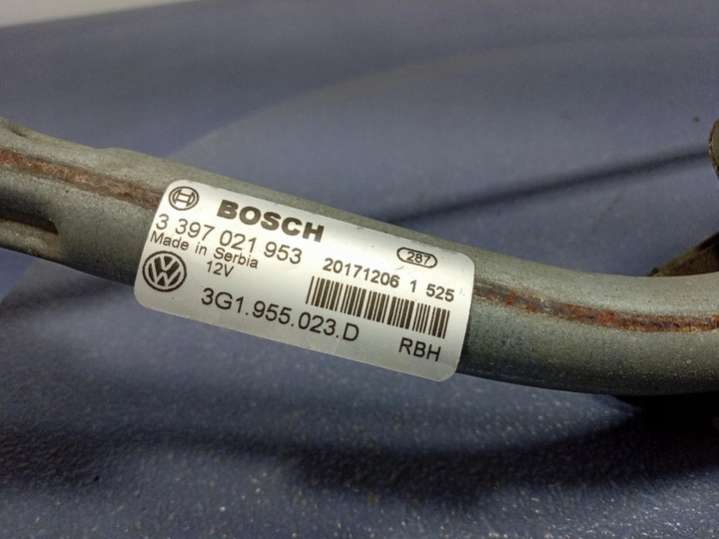 BOSCH
3 397 021 953
287
Made in Serbia
20171206 1 525
12V
3G1.955.023.D
RBH